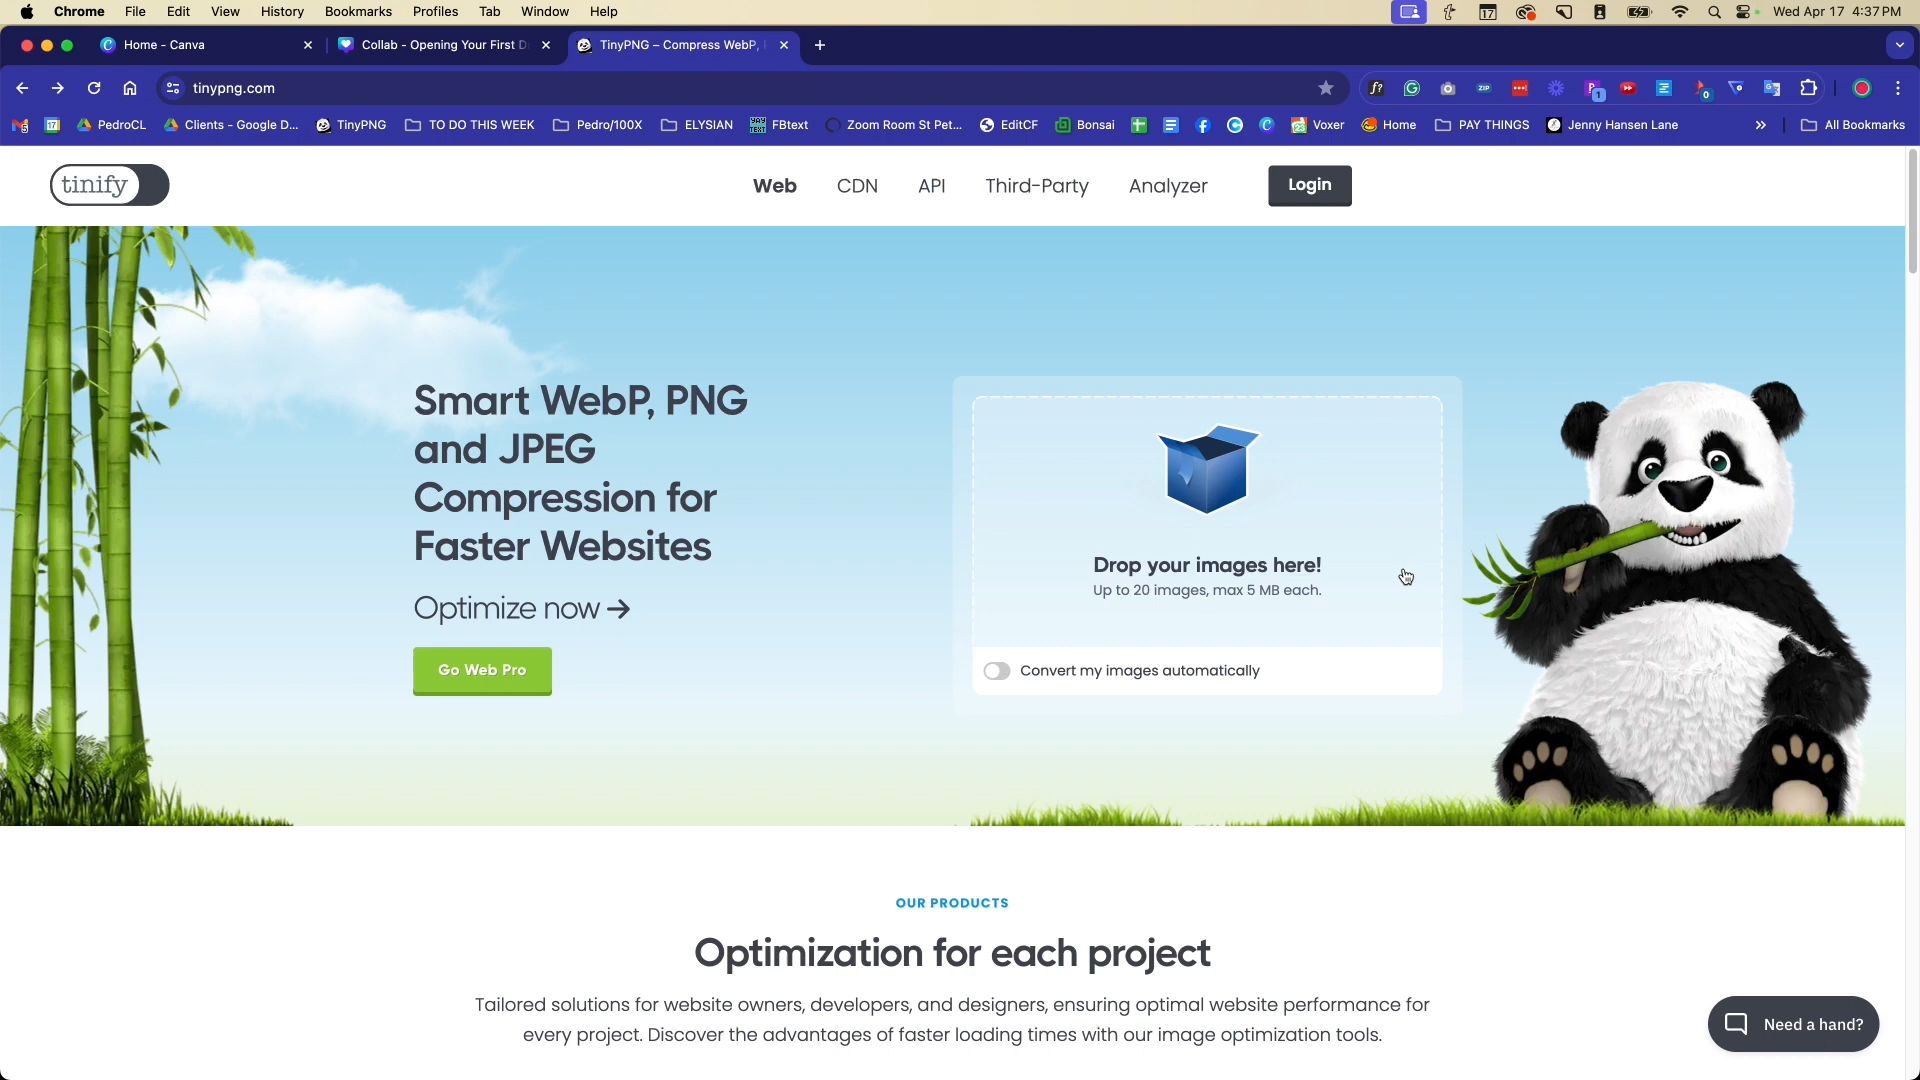 Chrome File Edit View History Bookmarks Profiles Tab Window Help
17
Wed Apr 17 4:37 PM
Home - Canva
Collab - Opening Your First D
TinyPNG – Compress WebP,
tinypng.com
f?
ZIP
1
0
5
17
PedroCL
Clients - Google D...
TinyPNG
TO DO THIS WEEK
Pedro/100X
ELYSIAN
FBtext
Zoom Room St Pet...
EditCF
Bonsai
Voxer
Home
PAY THINGS
Jenny Hansen Lane
All Bookmarks
tinify
Web
CDN
API
Third-Party
Analyzer
Login
Smart WebP, PNG
and JPEG
Compression for
Faster Websites
Optimize now →
Go Web Pro
Drop your images here!
Up to 20 images, max 5 MB each.
Convert my images automatically
OUR PRODUCTS
Optimization for each project
Tailored solutions for website owners, developers, and designers, ensuring optimal website performance for
every project. Discover the advantages of faster loading times with our image optimization tools.
Need a hand?